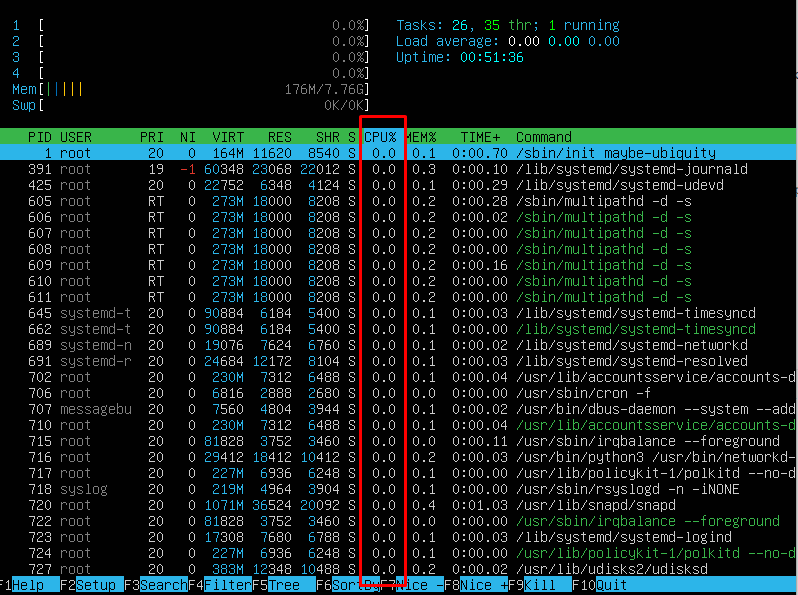 1 [ 0.0%] Tasks: 26, 35 thr; 1 running
2 [ 0.0%] Load average: 0.00 0.00 0.00
3 [ 0.0%] Uptime: 00:51:36
4 [ 0.0%]
Mem[||||| 176M/7.76G]
Swp[ 0K/0K]
PID USER PRI NI VIRT RES SHR S CPU% MEM% TIME+ Command
1 root 20 0 164M 11620 8540 S 0.0 0.1 0:00.70 /sbin/init maybe-ubiquity
391 root 19 -1 60348 23068 22012 S 0.0 0.3 0:00.10 /lib/systemd/systemd-journald
425 root 20 0 22752 6348 4124 S 0.0 0.1 0:00.29 /lib/systemd/systemd-udevd
605 root RT 0 273M 18000 8208 S 0.0 0.2 0:00.28 /sbin/multipathd -d -s
606 root RT 0 273M 18000 8208 S 0.0 0.2 0:00.02 /sbin/multipathd -d -s
607 root RT 0 273M 18000 8208 S 0.0 0.2 0:00.00 /sbin/multipathd -d -s
608 root RT 0 273M 18000 8208 S 0.0 0.2 0:00.00 /sbin/multipathd -d -s
609 root RT 0 273M 18000 8208 S 0.0 0.2 0:00.16 /sbin/multipathd -d -s
610 root RT 0 273M 18000 8208 S 0.0 0.2 0:00.00 /sbin/multipathd -d -s
611 root RT 0 273M 18000 8208 S 0.0 0.2 0:00.00 /sbin/multipathd -d -s
645 systemd-t 20 0 90884 6184 5400 S 0.0 0.1 0:00.03 /lib/systemd/systemd-timesyncd
662 systemd-t 20 0 90884 6184 5400 S 0.0 0.1 0:00.00 /lib/systemd/systemd-timesyncd
689 systemd-n 20 0 19076 7624 6760 S 0.0 0.1 0:00.02 /lib/systemd/systemd-networkd
691 systemd-r 20 0 24684 12172 8104 S 0.0 0.1 0:00.03 /lib/systemd/systemd-resolved
702 root 20 0 230M 7312 6488 S 0.0 0.1 0:00.04 /usr/lib/accountsservice/accounts-d
706 root 20 0 6816 2888 2680 S 0.0 0.0 0:00.00 /usr/sbin/cron -f
707 messagebu 20 0 7560 4804 3944 S 0.0 0.1 0:00.02 /usr/bin/dbus-daemon --system --add
710 root 20 0 230M 7312 6488 S 0.0 0.1 0:00.04 /usr/lib/accountsservice/accounts-d
715 root 20 0 81828 3752 3460 S 0.0 0.0 0:00.11 /usr/sbin/irqbalance --foreground
716 root 20 0 29412 18412 10412 S 0.0 0.2 0:00.03 /usr/bin/python3 /usr/bin/networkd-
717 root 20 0 227M 6936 6248 S 0.0 0.1 0:00.00 /usr/lib/policykit-1/polkitd --no-d
718 syslog 20 0 219M 4964 3904 S 0.0 0.1 0:00.00 /usr/sbin/rsyslogd -n -iNONE
720 root 20 0 1071M 36524 20092 S 0.0 0.4 0:01.03 /usr/lib/snapd/snapd
722 root 20 0 81828 3752 3460 S 0.0 0.0 0:00.00 /usr/sbin/irqbalance --foreground
723 root 20 0 17308 7680 6788 S 0.0 0.1 0:00.03 /lib/systemd/systemd-logind
724 root 20 0 227M 6936 6248 S 0.0 0.1 0:00.00 /usr/lib/policykit-1/polkitd --no-d
727 root 20 0 383M 12348 10488 S 0.0 0.2 0:00.02 /usr/lib/udisks2/udisksd
F1Help F2Setup F3SearchF4FilterF5Tree F6SortByF7Nice -F8Nice +F9Kill F10Quit